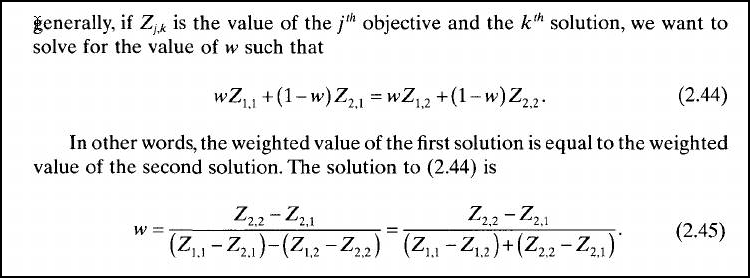 generally, if Z_{j,k} is the value of the j^{th} objective and the k^{th} solution, we want to
solve for the value of w such that
wZ_{1,1} + (1 − w) Z_{2,1} = wZ_{1,2} + (1 − w) Z_{2,2}. (2.44)
In other words, the weighted value of the first solution is equal to the weighted
value of the second solution. The solution to (2.44) is
w = \frac{Z_{2,2} − Z_{2,1}}{(Z_{1,1} − Z_{2,1}) − (Z_{1,2} − Z_{2,2})} = \frac{Z_{2,2} − Z_{2,1}}{(Z_{1,1} − Z_{1,2}) + (Z_{2,2} − Z_{2,1})}. (2.45)